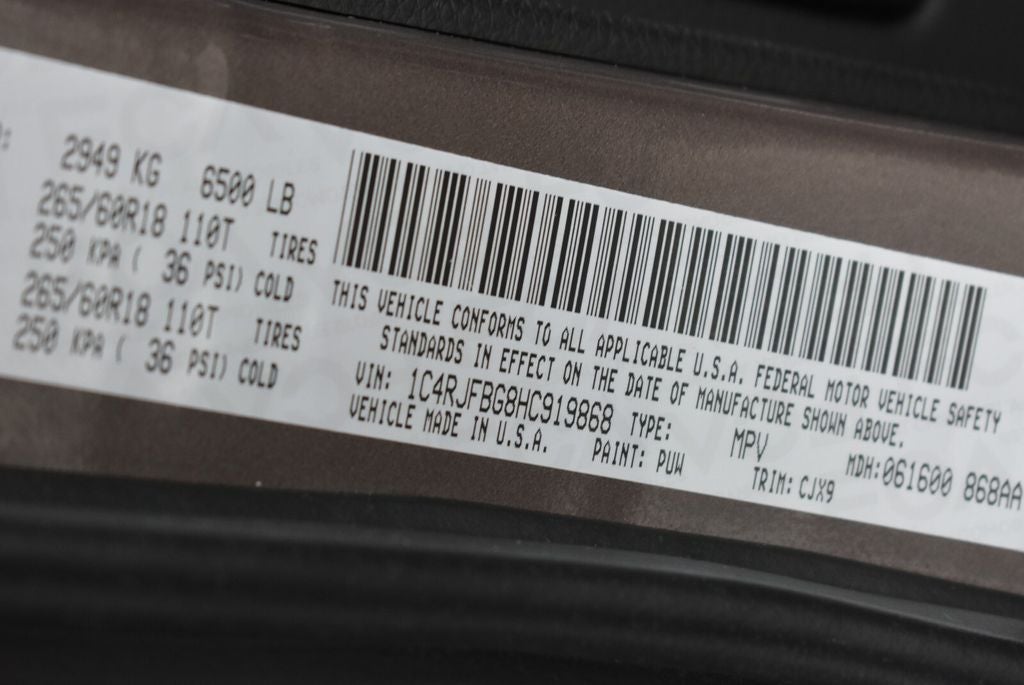 2949 KG 6500 LB
265/60R18 110T TIRES
250 KPA ( 36 PSI) COLD
265/60R18 110T TIRES
250 KPA ( 36 PSI) COLD
THIS VEHICLE CONFORMS TO ALL APPLICABLE U.S.A. FEDERAL MOTOR VEHICLE SAFETY
STANDARDS IN EFFECT ON THE DATE OF MANUFACTURE SHOWN ABOVE.
VIN: 1C4RJFBG8HC919868 TYPE: MPV MDH:061600 868AA
VEHICLE MADE IN U.S.A. PAINT: PUW TRIM: CJX9